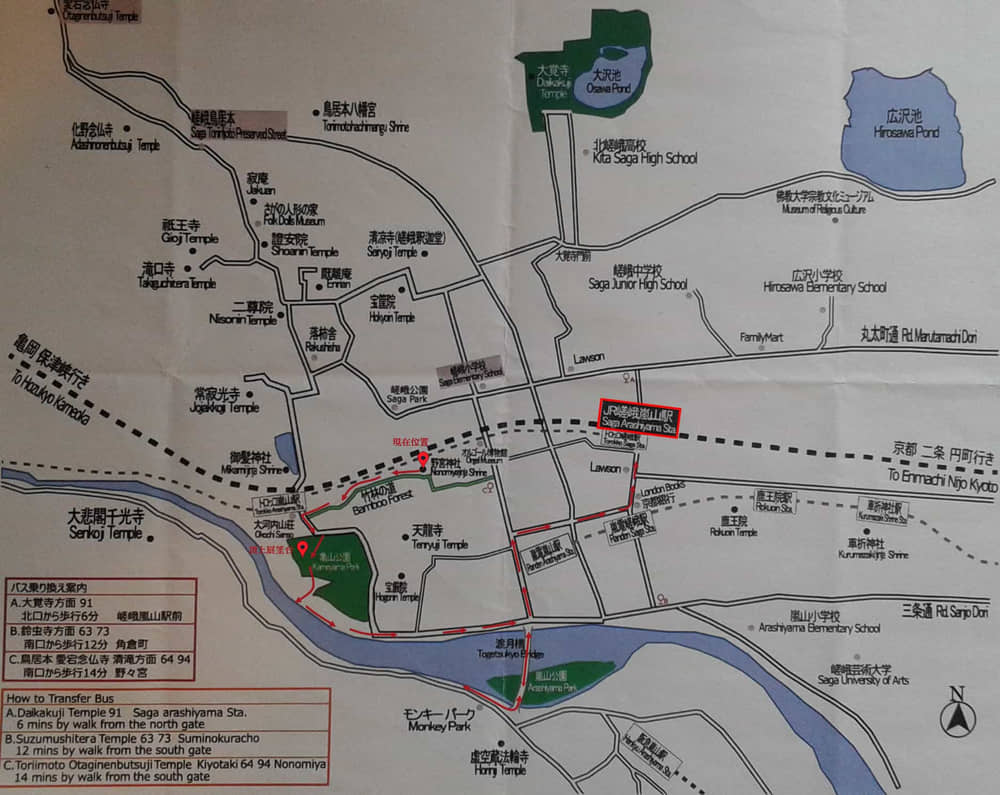 愛宕念仏寺
Otaginenbutsuji Temple
化野念仏寺
Adashinonenbutsuji Temple
嵯峨鳥居本
Saga Toriimoto Preserved Street
鳥居本八幡宮
Torimotohachimangu Shrine
大覚寺
Daikakuji
Temple
大沢池
Osawa Pond
広沢池
Hirosawa Pond
北嵯峨高校
Kita Saga High School
寂庵
Jakuan
さがの人形の家
Folk Dolls Museum
佛教大学宗教文化ミュージアム
Museum of Religious Culture
祇王寺
Gioji Temple
證安院
Shoanin Temple
清凉寺(嵯峨釈迦堂)
Seiryoji Temple
大覚寺門前
滝口寺
Takiguchitera Temple
厭離庵
Enrian
嵯峨中学校
Saga Junior High School
広沢小学校
Hirosawa Elementary School
二尊院
Nisonin Temple
宝筐院
Hokyoin Temple
落柿舎
Rakushisha
FamilyMart
丸太町通 Rd. Marutamachi Dori
亀岡 保津峡行き
To Hozukyo Kameoka
嵯峨小学校
Saga Elementary School
Lawson
常寂光寺
Jojakkoji Temple
嵯峨公園
Saga Park
A
JR嵯峨嵐山駅
Saga Arashiyama Sta.
トロッコ嵯峨駅
Torokko Saga Sta.
現在位置
オルゴール博物館
Orgel Museum
御髪神社
Mikamijinja Shrine
野宮神社
Nonomiyajinja Shrine
京都 二条 円町行き
To Enmachi Nijo Kyoto
Lawson
竹林の道
Bamboo Forest
C
London Books
京都銀行
トロッコ嵐山駅
Torokko Arashiyama Sta.
鹿王院駅
Rokuoin Sta.
車折神社駅
Kurumazaki Shrine Sta.
大悲閣千光寺
Senkoji Temple
大河内山荘
Okochi Sanso
天龍寺
Tenryuji Temple
嵐電嵯峨駅
Randen Saga Sta.
鹿王院
Rokuoin Temple
車折神社
Kurumazakijinja Shrine
嵐電嵐山駅
Randen Arashiyama Sta.
亀山公園
Kameyama Park
宝厳院
Hogonin Temple
B
三条通 Rd. Sanjo Dori
バス乗り換え案内
A.大覚寺方面 91
北口から歩行6分 嵯峨嵐山駅前
B.鈴虫寺方面 63 73
南口から歩行12分 角倉町
C.鳥居本 愛宕念仏寺 清滝方面 64 94
南口から歩行14分 野々宮
嵐山小学校
Arashiyama Elementary School
渡月橋
Togetsukyo Bridge
嵯峨芸術大学
Saga University of Arts
嵐山公園
Arashiyama Park
N
How to Transfer Bus
A.Daikakuji Temple 91 Saga arashiyama Sta.
6 mins by walk from the north gate
B.Suzumushitera Temple 63 73 Suminokuracho
12 mins by walk from the south gate
C.Toriimoto OtaginenbutsujiTemple Kiyotaki 64 94 Nonomiya
14 mins by walk from the south gate
モンキーパーク
Monkey Park
虚空蔵法輪寺
Horinji Temple
阪急嵐山駅
Hankyu Arashiyama Sta.